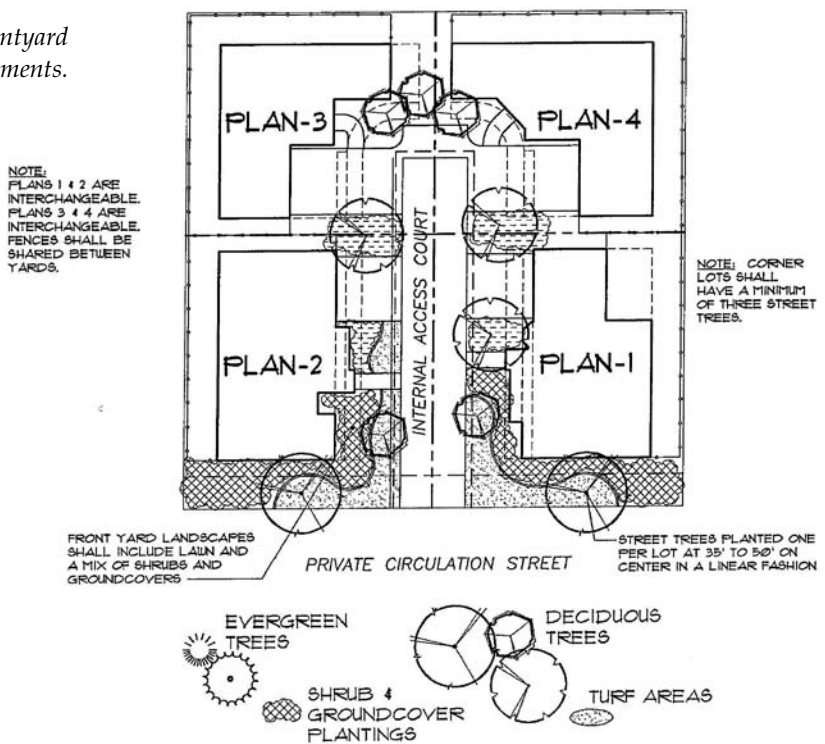 ntyard
ments.
PLAN-3
PLAN-4
NOTE:
PLANS 1 & 2 ARE
INTERCHANGEABLE.
PLANS 3 & 4 ARE
INTERCHANGEABLE.
FENCES SHALL BE
SHARED BETWEEN
YARDS.
NOTE: CORNER
LOTS SHALL
HAVE A MINIMUM
OF THREE STREET
TREES.
INTERNAL ACCESS COURT
PLAN-2
PLAN-1
FRONT YARD LANDSCAPES
SHALL INCLUDE LAWN AND
A MIX OF SHRUBS AND
GROUNDCOVERS
PRIVATE CIRCULATION STREET
STREET TREES PLANTED ONE
PER LOT AT 35' TO 50' ON
CENTER IN A LINEAR FASHION
EVERGREEN
TREES
DECIDUOUS
TREES
SHRUB &
GROUNDCOVER
PLANTINGS
TURF AREAS